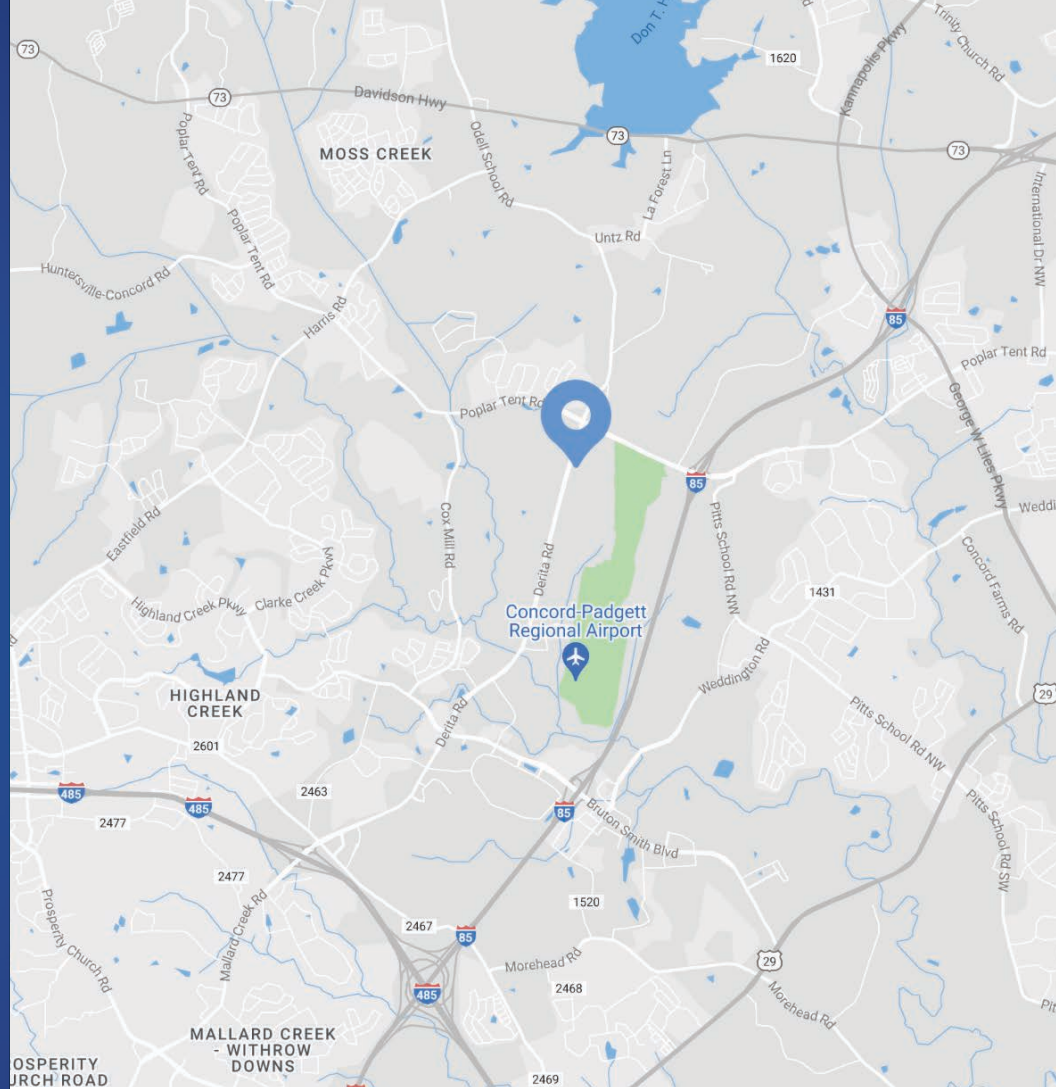 Don T. H
Trinity Church Rd
73
1620
Kannapolis Pkwy
73
Davidson Hwy
73
73
Poplar Tent Rd
MOSS CREEK
Odell School Rd
La Forest Ln
International Dr NW
Poplar Tent Rd
Untz Rd
Huntersville-Concord Rd
Harris Rd
85
Poplar Tent Rd
Poplar Tent Rd
George W Liles Pkwy
85
Eastfield Rd
Cox Mill Rd
Pitts School Rd NW
Weddi
Derita Rd
Concord Farms Rd
Highland Creek Pkwy
Clarke Creek Pkwy
1431
Concord-Padgett
Regional Airport
Weddington Rd
HIGHLAND
CREEK
29
Derita Rd
Pitts School Rd NW
2601
485
2463
485
85
2477
Bruton Smith Blvd
Pitts School Rd SW
2477
Mallard Creek Rd
1520
Prosperity Church Rd
2467
85
Morehead Rd
29
485
2468
Morehead Rd
Pit
MALLARD CREEK
- WITHROW
DOWNS
OSPERITY
URCH ROAD
2469